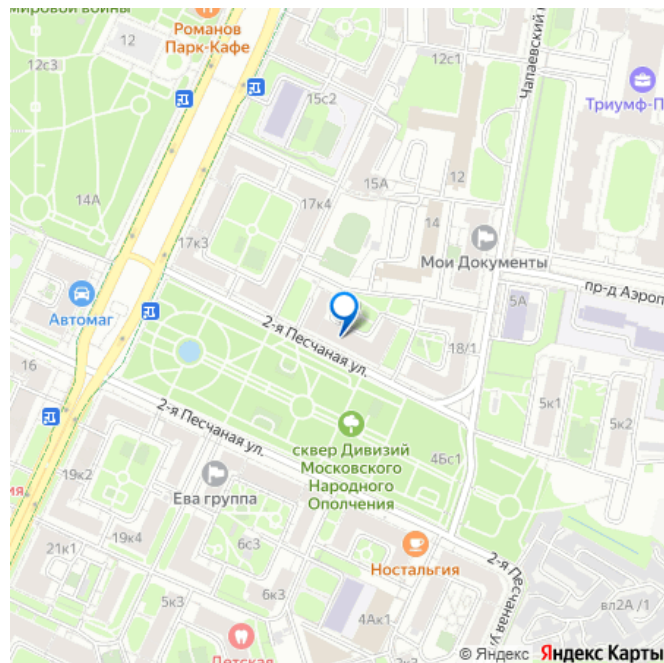 мировой войны
Романов
Парк-Кафе
12
12с3
12с1
15с2
Чапаевский
Триумф-П
14А
15А
12
17к4
14
17к3
Мои Документы
пр-д Аэроп
Автомаг
5А
2-я Песчаная ул.
18/1
16
5к1
5к2
2-я Песчаная ул.
сквер Дивизий
Московского
Народного
Ополчения
4Бс1
19к2
Ева группа
19к4
6с3
21к1
Ностальгия
2-я Песчаная ул.
5к3
6к3
4Ак1
вл2А /1
Детская
2к3
© Яндекс Яндекс Карты